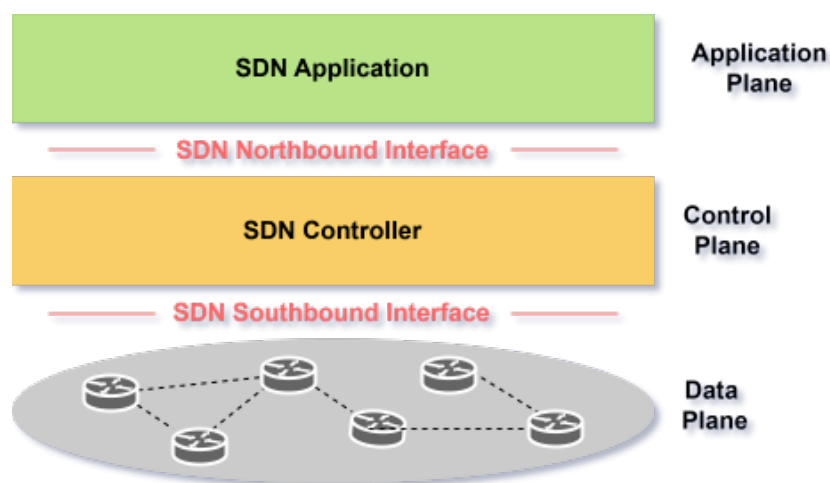 SDN Application
Application
Plane
SDN Northbound Interface
SDN Controller
Control
Plane
SDN Southbound Interface
Data
Plane